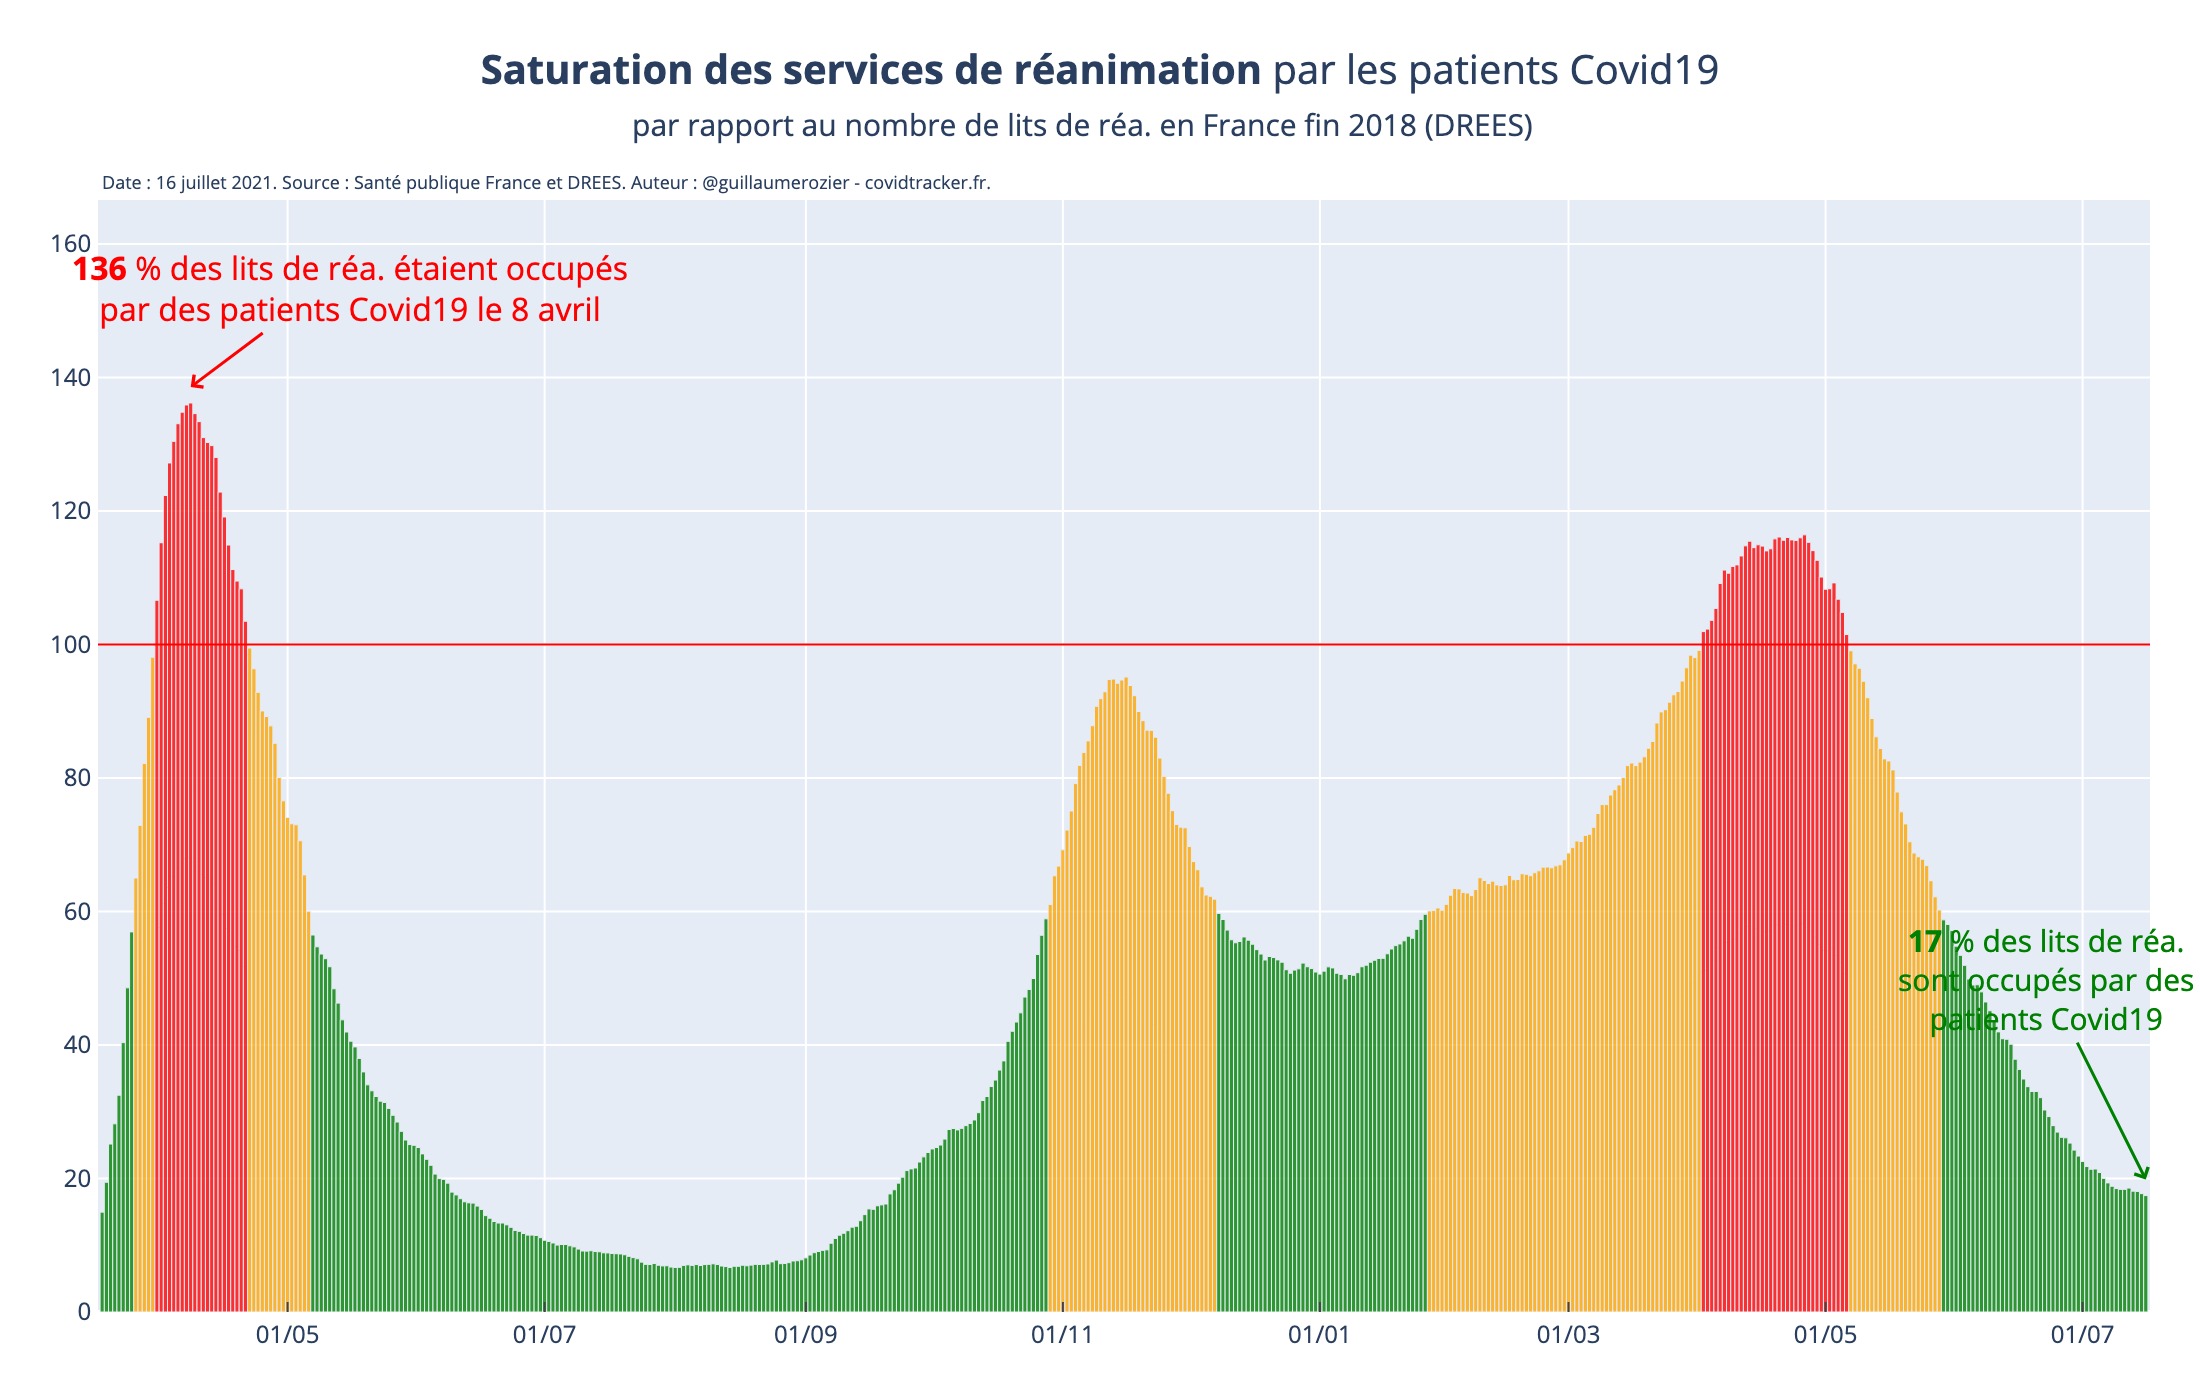 Saturation des services de réanimation par les patients Covid19
par rapport au nombre de lits de réa. en France fin 2018 (DREES)
Date : 16 juillet 2021. Source : Santé publique France et DREES. Auteur : @guillaumerozier - covidtracker.fr.
160
136 % des lits de réa. étaient occupés
par des patients Covid19 le 8 avril
140
120
100
80
60
17 % des lits de réa.
sont occupés par des
patients Covid19
40
20
0
01/05 01/07 01/09 01/11 01/01 01/03 01/05 01/07